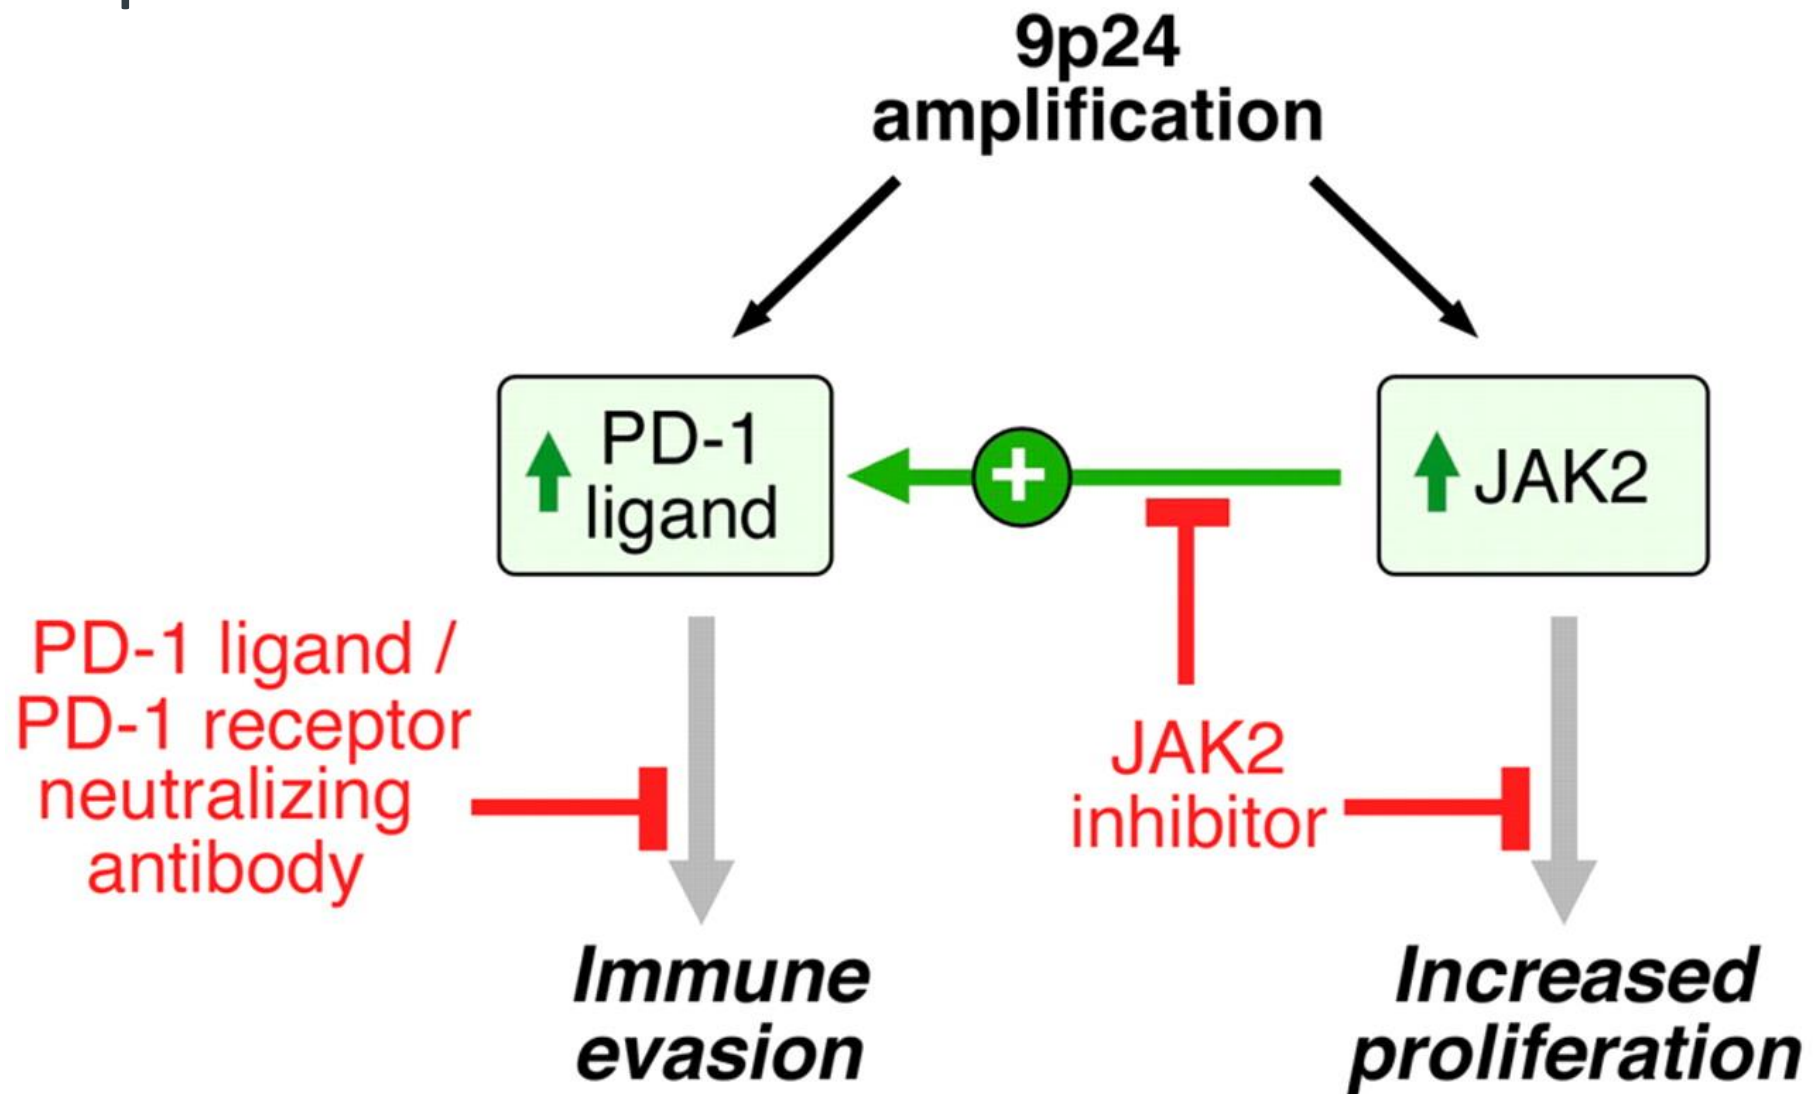 9p24
amplification
PD-1
ligand
JAK2
PD-1 ligand /
PD-1 receptor
neutralizing
antibody
JAK2
inhibitor
Immune
evasion
Increased
proliferation